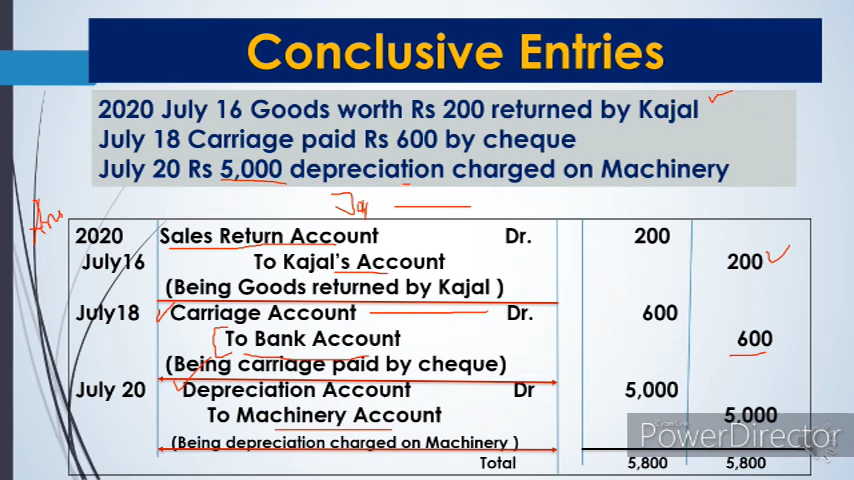 Conclusive Entries
2020 July 16 Goods worth Rs 200 returned by Kajal
July 18 Carriage paid Rs 600 by cheque
July 20 Rs 5,000 depreciation charged on Machinery
Ans
2020 Sales Return Account Dr. 200
July16 To Kajal's Account 200
(Being Goods returned by Kajal )
July18 Carriage Account Dr. 600
To Bank Account 600
(Being carriage paid by cheque)
July 20 Depreciation Account Dr 5,000
To Machinery Account 5,000
(Being depreciation charged on Machinery )
CyberLink
PowerDirector
Total 5,800 5,800